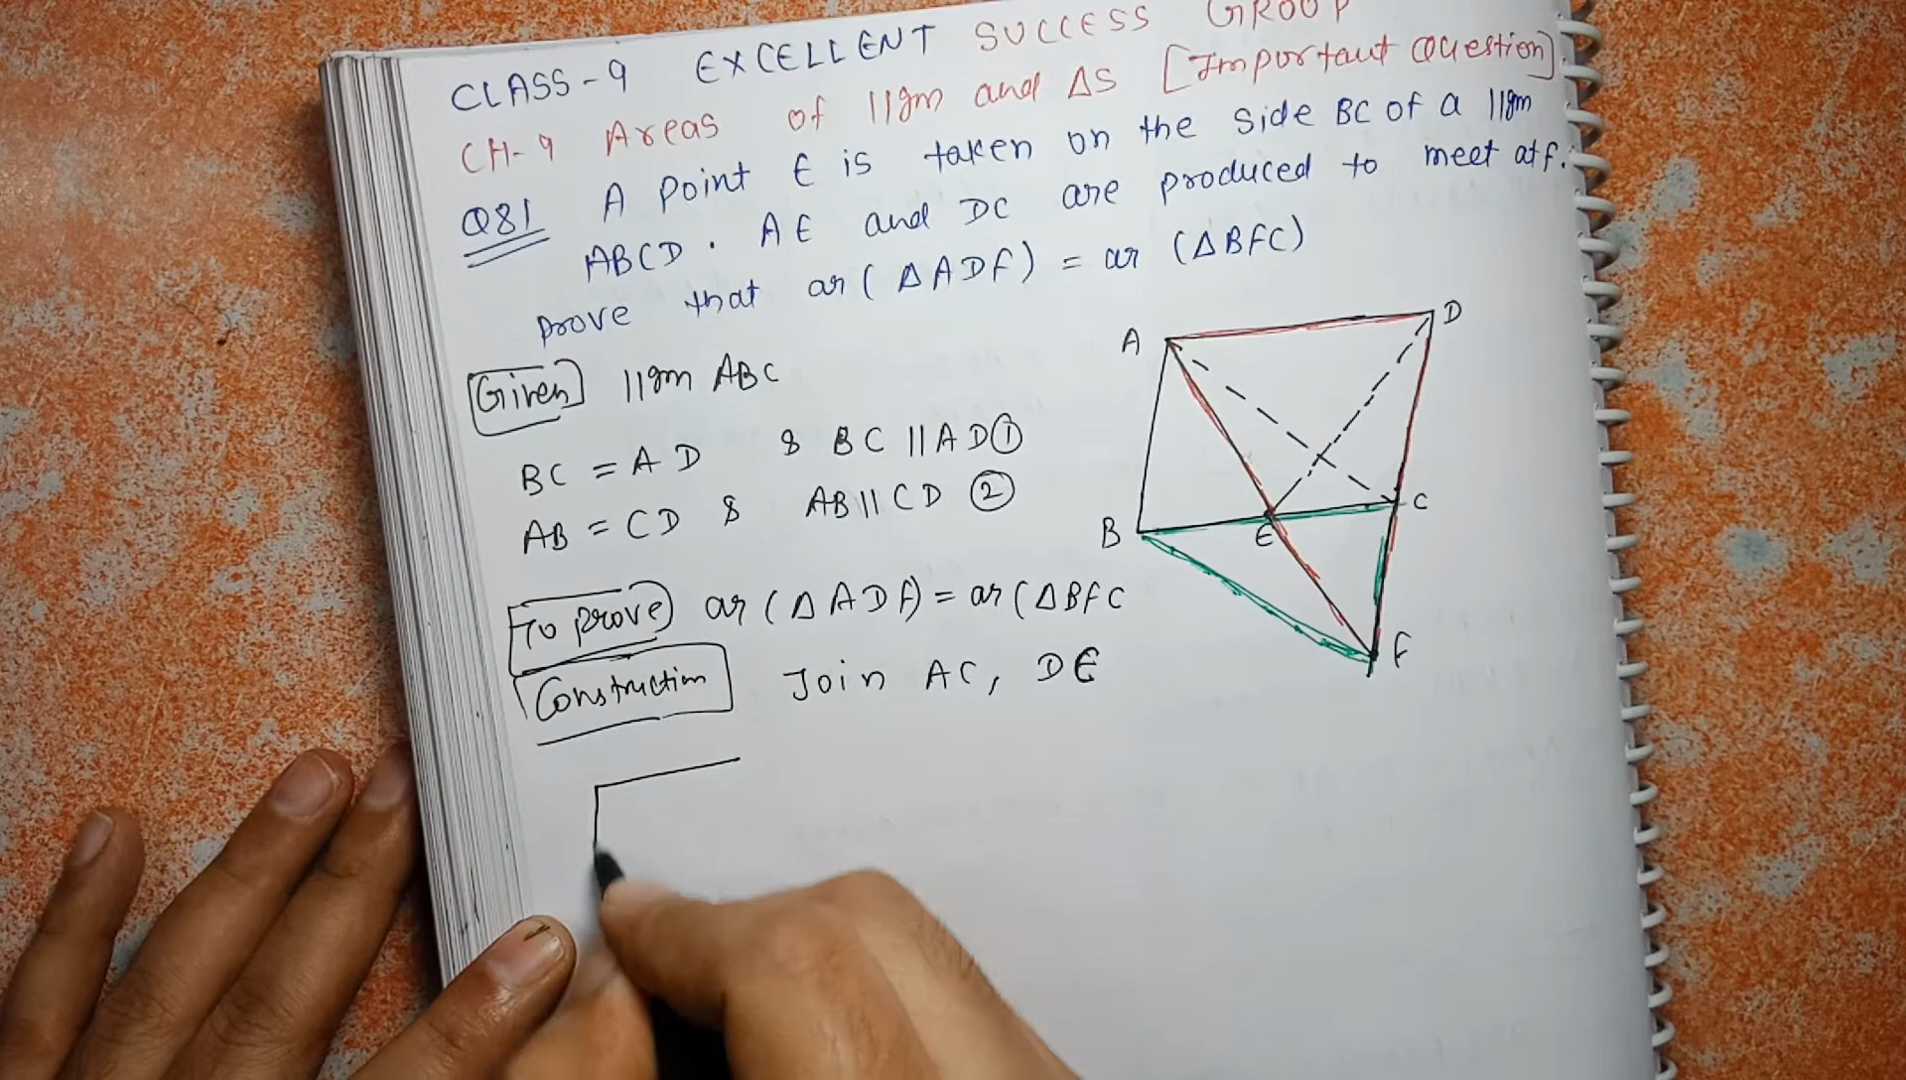 CLASS-9 EXCELLENT SUCCESS GROUP
CH-9 Areas of ||gm and ΔS [Important Question]
Q81 A point E is taken on the side BC of a ||gm
ABCD. AE and DC are produced to meet at f.
prove that ar(ΔADF) = ar (ΔBFC)
A
D
Given ||gm ABC
BC = AD & BC || AD ①
AB = CD & AB || CD ②
B
E
C
To prove ar(ΔADF) = ar(ΔBFC
F
Construction Join AC, DE